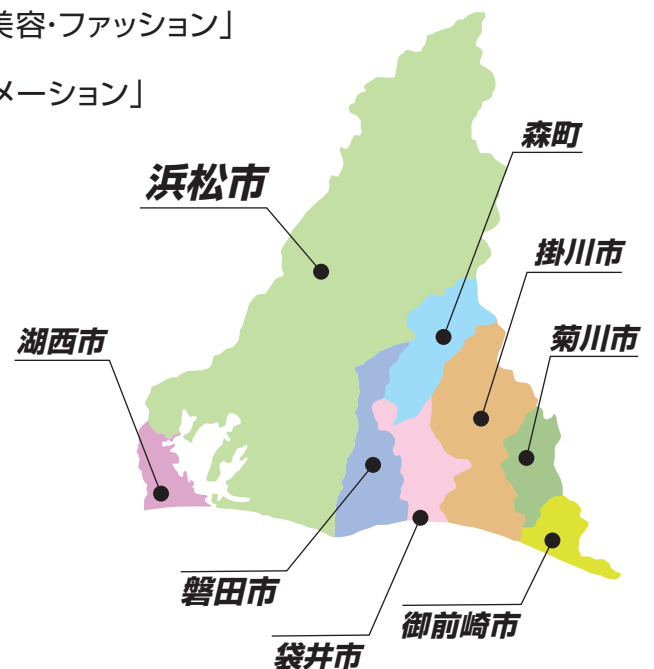 美容・ファッション」
メーション」
森町
浜松市
掛川市
湖西市
菊川市
磐田市
御前崎市
袋井市